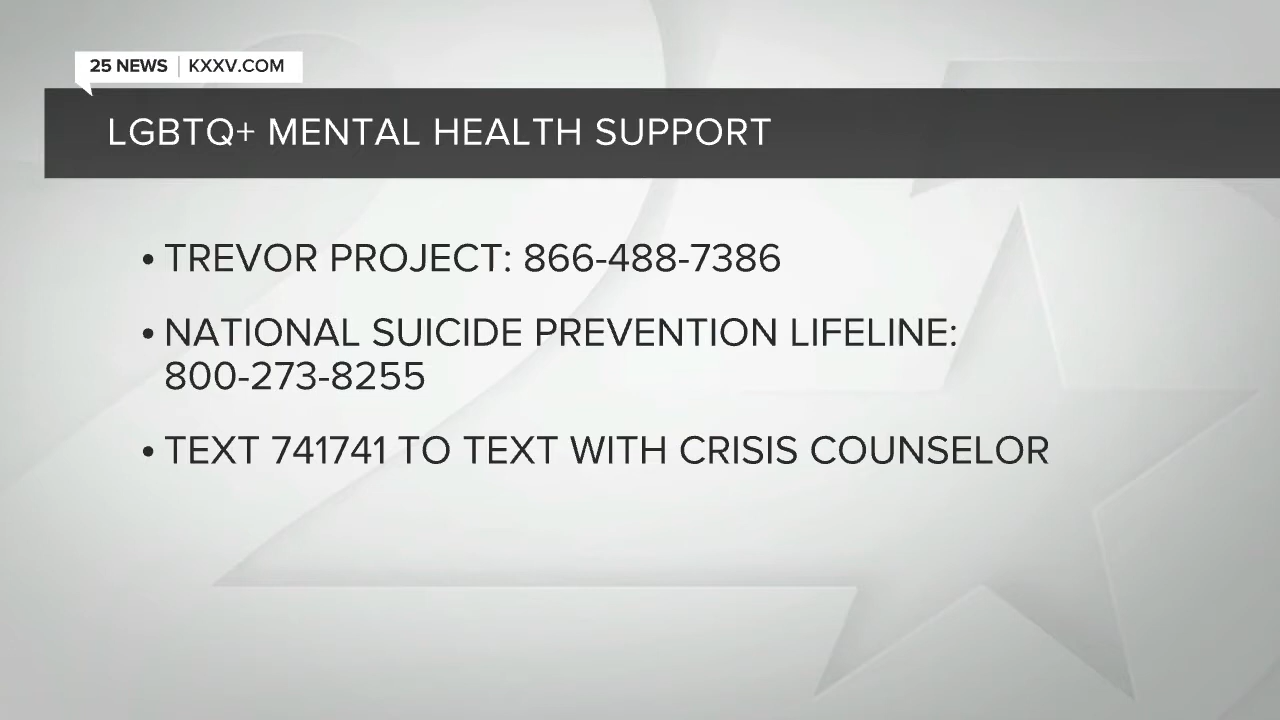 25 NEWS | KXXV.COM
LGBTQ+ MENTAL HEALTH SUPPORT
• TREVOR PROJECT: 866-488-7386
• NATIONAL SUICIDE PREVENTION LIFELINE:
800-273-8255
• TEXT 741741 TO TEXT WITH CRISIS COUNSELOR